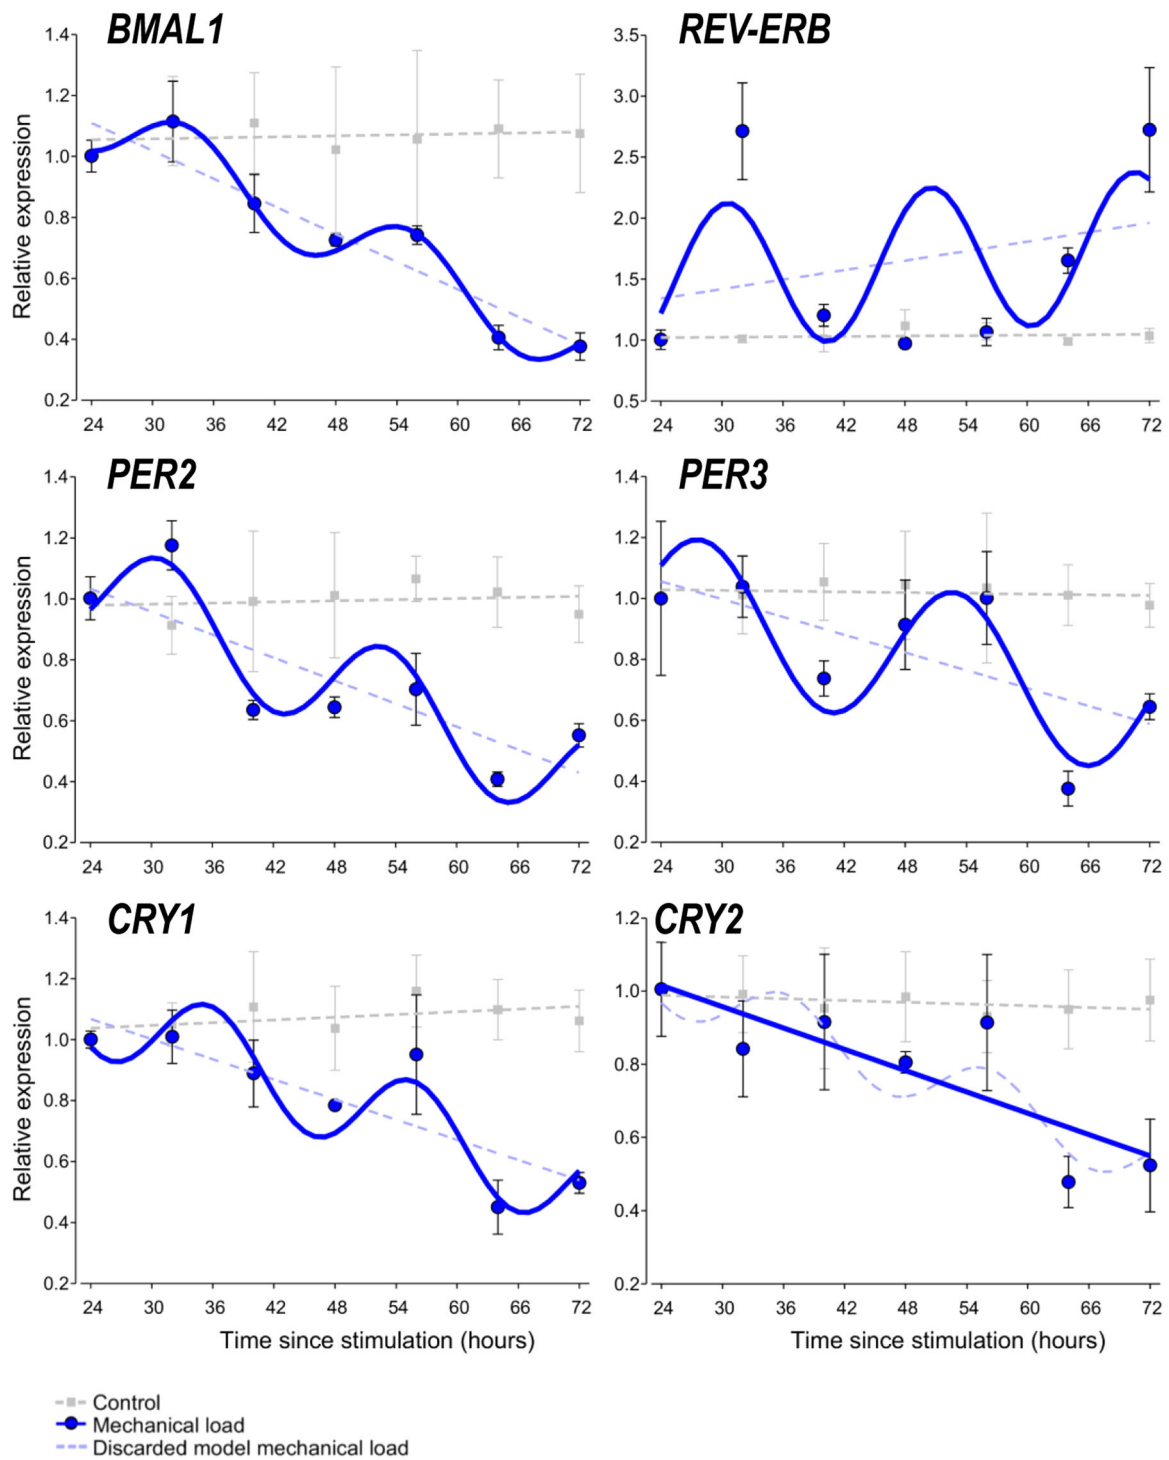 BMAL1
REV-ERB
Relative expression
1.4
1.2
1.0
0.8
0.6
0.4
0.2
24 30 36 42 48 54 60 66 72
3.5
3.0
2.5
2.0
1.5
1.0
0.5
24 30 36 42 48 54 60 66 72
PER2
PER3
Relative expression
1.4
1.2
1.0
0.8
0.6
0.4
0.2
24 30 36 42 48 54 60 66 72
1.4
1.2
1.0
0.8
0.6
0.4
0.2
24 30 36 42 48 54 60 66 72
CRY1
CRY2
Relative expression
1.4
1.2
1.0
0.8
0.6
0.4
0.2
24 30 36 42 48 54 60 66 72
Time since stimulation (hours)
1.2
1.0
0.8
0.6
0.4
0.2
24 30 36 42 48 54 60 66 72
Time since stimulation (hours)
Control
Mechanical load
Discarded model mechanical load